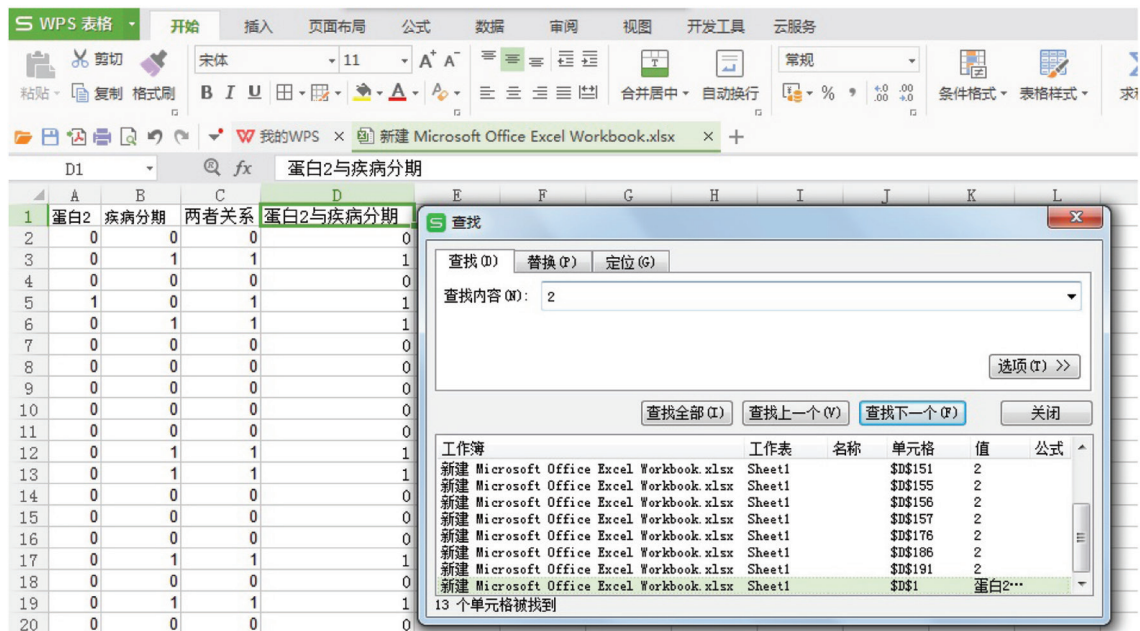 S WPS 表格 开始 插入 页面布局 公式 数据 审阅 视图 开发工具 云服务
剪切 宋体 11 A+ A- 常规
粘贴 复制 格式刷 B I U A 合并居中 自动换行 % 条件格式 表格样式
W 我的WPS × 新建 Microsoft Office Excel Workbook.xlsx × +
D1 fx 蛋白2与疾病分期
A B C D E F G H I J K L
1 蛋白2 疾病分期 两者关系 蛋白2与疾病分期
2 0 0 0 0
3 0 1 1 1
4 0 0 0 0
5 1 0 1 1
6 0 1 1 1
7 0 0 0 0
8 0 0 0 0
9 0 0 0 0
10 0 0 0 0
11 0 0 0 0
12 0 1 1 1
13 0 1 1 1
14 0 0 0 0
15 0 0 0 0
16 0 0 0 0
17 0 1 1 1
18 0 0 0 0
19 0 1 1 1
20 0 0 0 0
S 查找
查找(D) 替换(P) 定位(G)
查找内容(N): 2
选项(T) >>
查找全部(I) 查找上一个(V) 查找下一个(F) 关闭
工作簿 工作表 名称 单元格 值 公式
新建 Microsoft Office Excel Workbook.xlsx Sheet1 $D$151 2
新建 Microsoft Office Excel Workbook.xlsx Sheet1 $D$155 2
新建 Microsoft Office Excel Workbook.xlsx Sheet1 $D$156 2
新建 Microsoft Office Excel Workbook.xlsx Sheet1 $D$157 2
新建 Microsoft Office Excel Workbook.xlsx Sheet1 $D$176 2
新建 Microsoft Office Excel Workbook.xlsx Sheet1 $D$186 2
新建 Microsoft Office Excel Workbook.xlsx Sheet1 $D$191 2
新建 Microsoft Office Excel Workbook.xlsx Sheet1 $D$1 蛋白2…
13 个单元格被找到